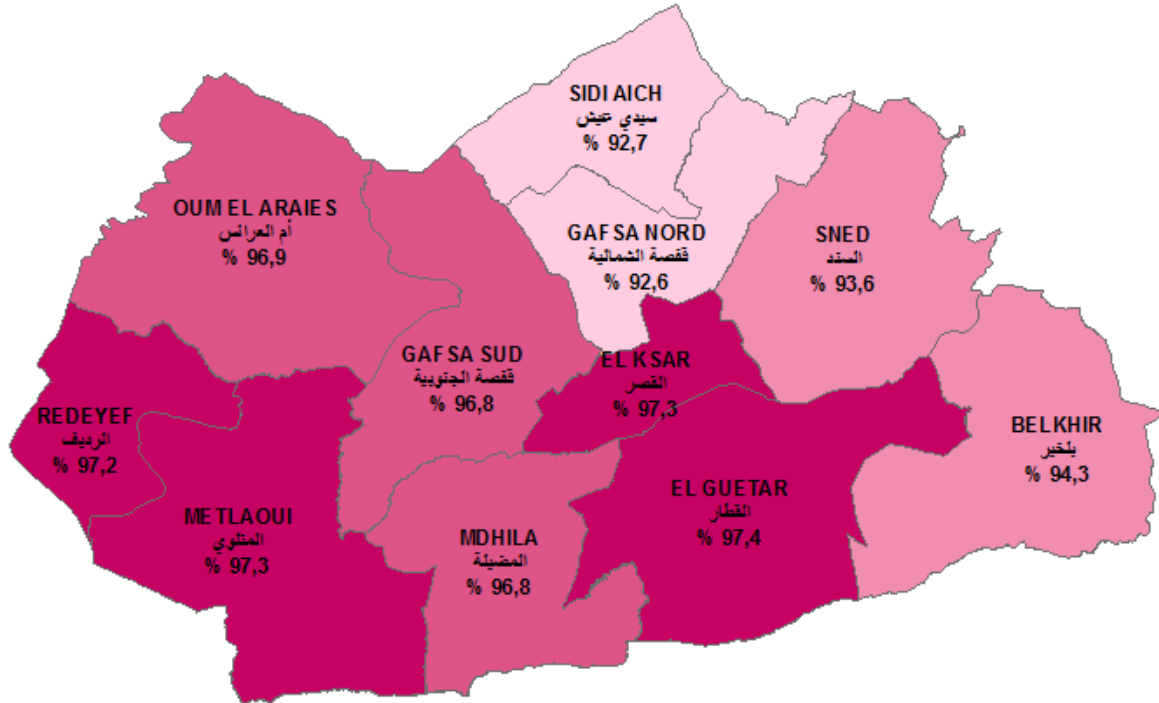 SIDI AICH
سيدي عيش
% 92,7
OUM EL ARAIES
أم العرائس
% 96,9
GAFSA NORD
قفصة الشمالية
% 92,6
SNED
السند
% 93,6
GAFSA SUD
قفصة الجنوبية
% 96,8
EL KSAR
القصر
% 97,3
REDEYEF
الرديف
% 97,2
BELKHIR
بلخير
% 94,3
METLAOUI
المتلوي
% 97,3
MDHILA
المضيلة
% 96,8
EL GUETAR
القطار
% 97,4